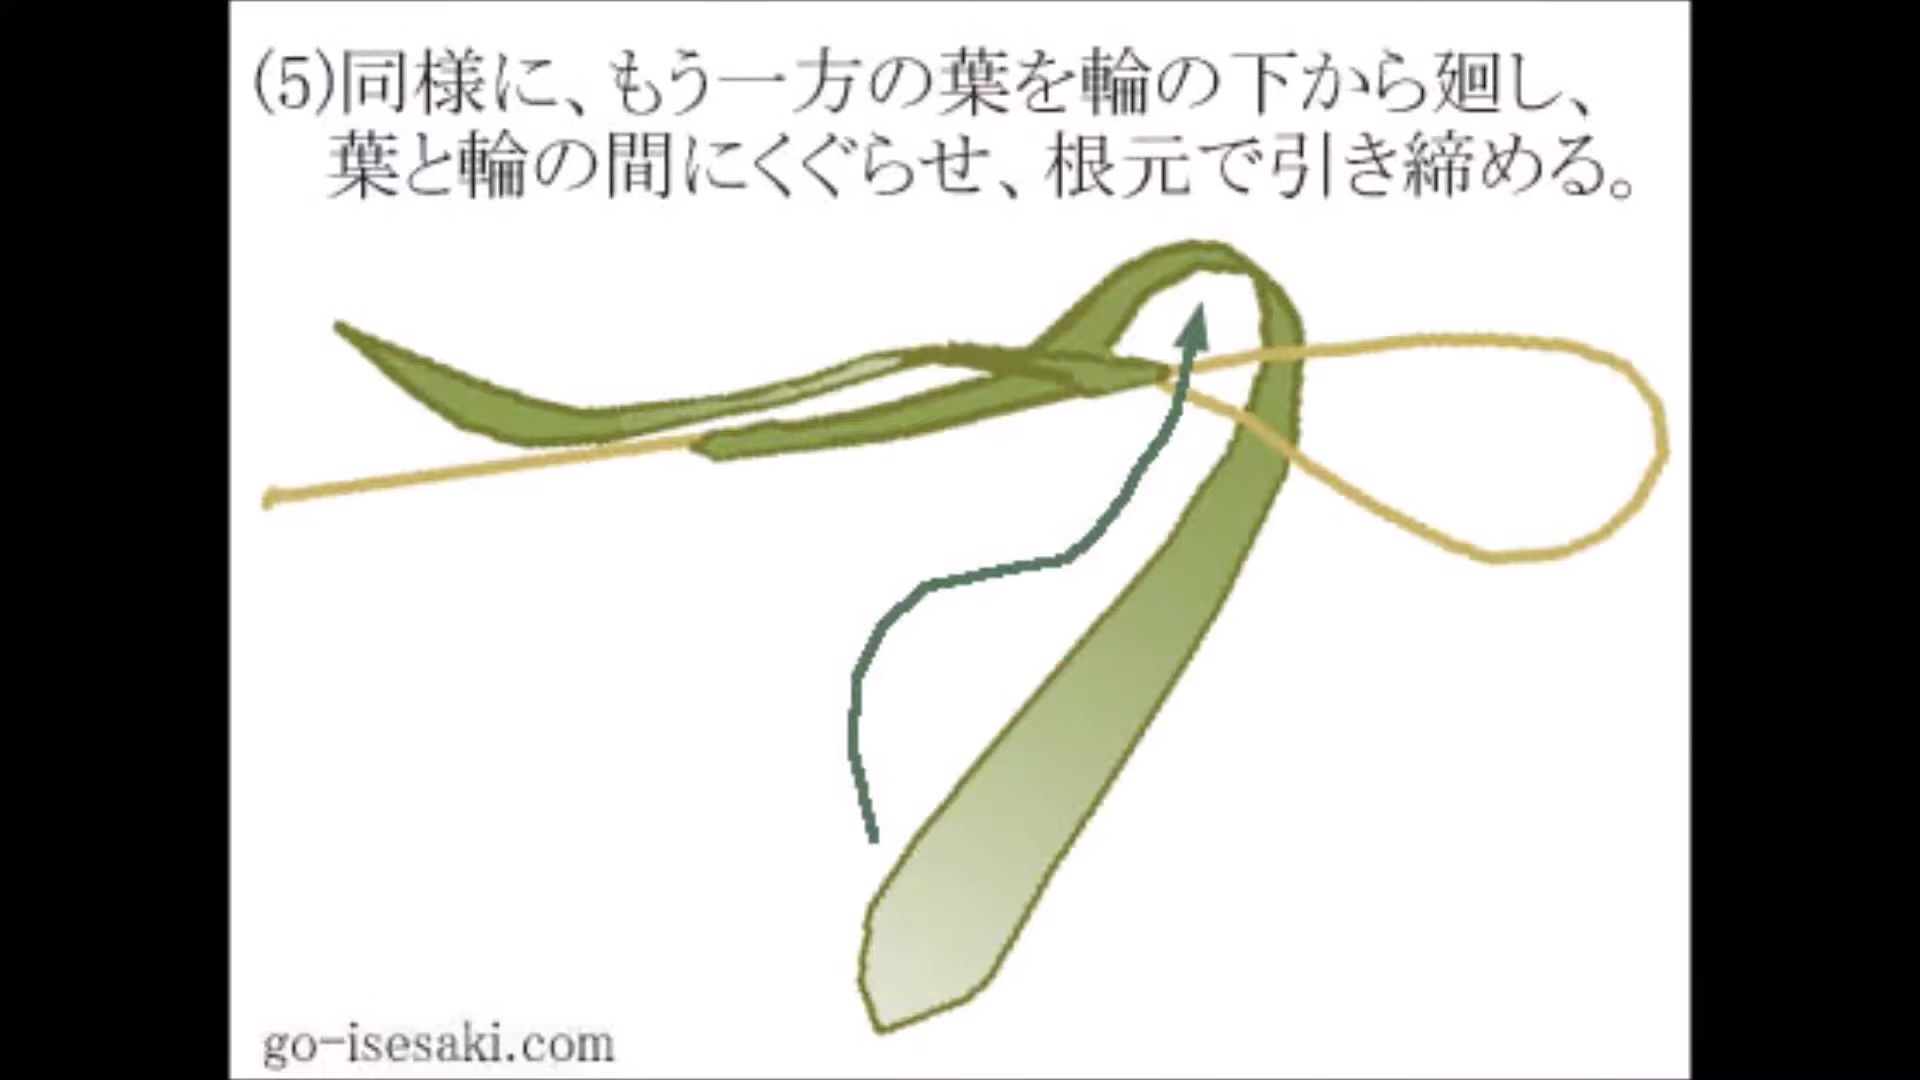 (5)同様に、もう一方の葉を輪の下から廻し、
葉と輪の間にくぐらせ、根元で引き締める。
go-isesaki.com